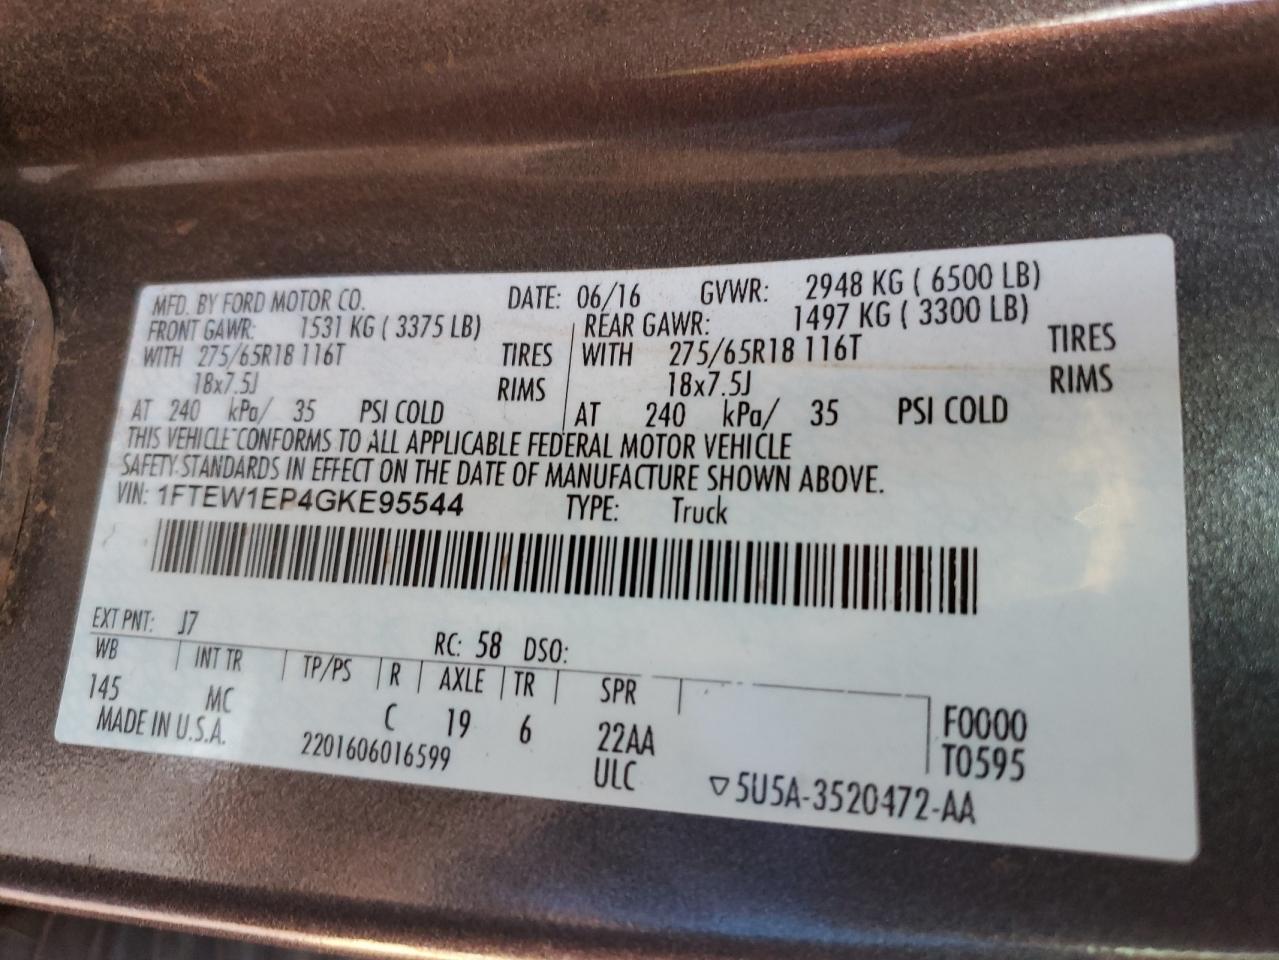 MFD. BY FORD MOTOR CO. DATE: 06/16 GVWR: 2948 KG ( 6500 LB)
FRONT GAWR: 1531 KG ( 3375 LB) REAR GAWR: 1497 KG ( 3300 LB)
WITH 275/65R18 116T TIRES WITH 275/65R18 116T TIRES
18x7.5J RIMS 18x7.5J RIMS
AT 240 kPa/ 35 PSI COLD AT 240 kPa/ 35 PSI COLD
THIS VEHICLE CONFORMS TO ALL APPLICABLE FEDERAL MOTOR VEHICLE
SAFETY STANDARDS IN EFFECT ON THE DATE OF MANUFACTURE SHOWN ABOVE.
VIN: 1FTEW1EP4GKE95544 TYPE: Truck
EXT PNT: J7 RC: 58 DSO:
WB INT TR TP/PS R AXLE TR SPR
145 MC C 19 6 22AA F0000
MADE IN U.S.A. 2201606016599 ULC T0595
▽5U5A-3520472-AA